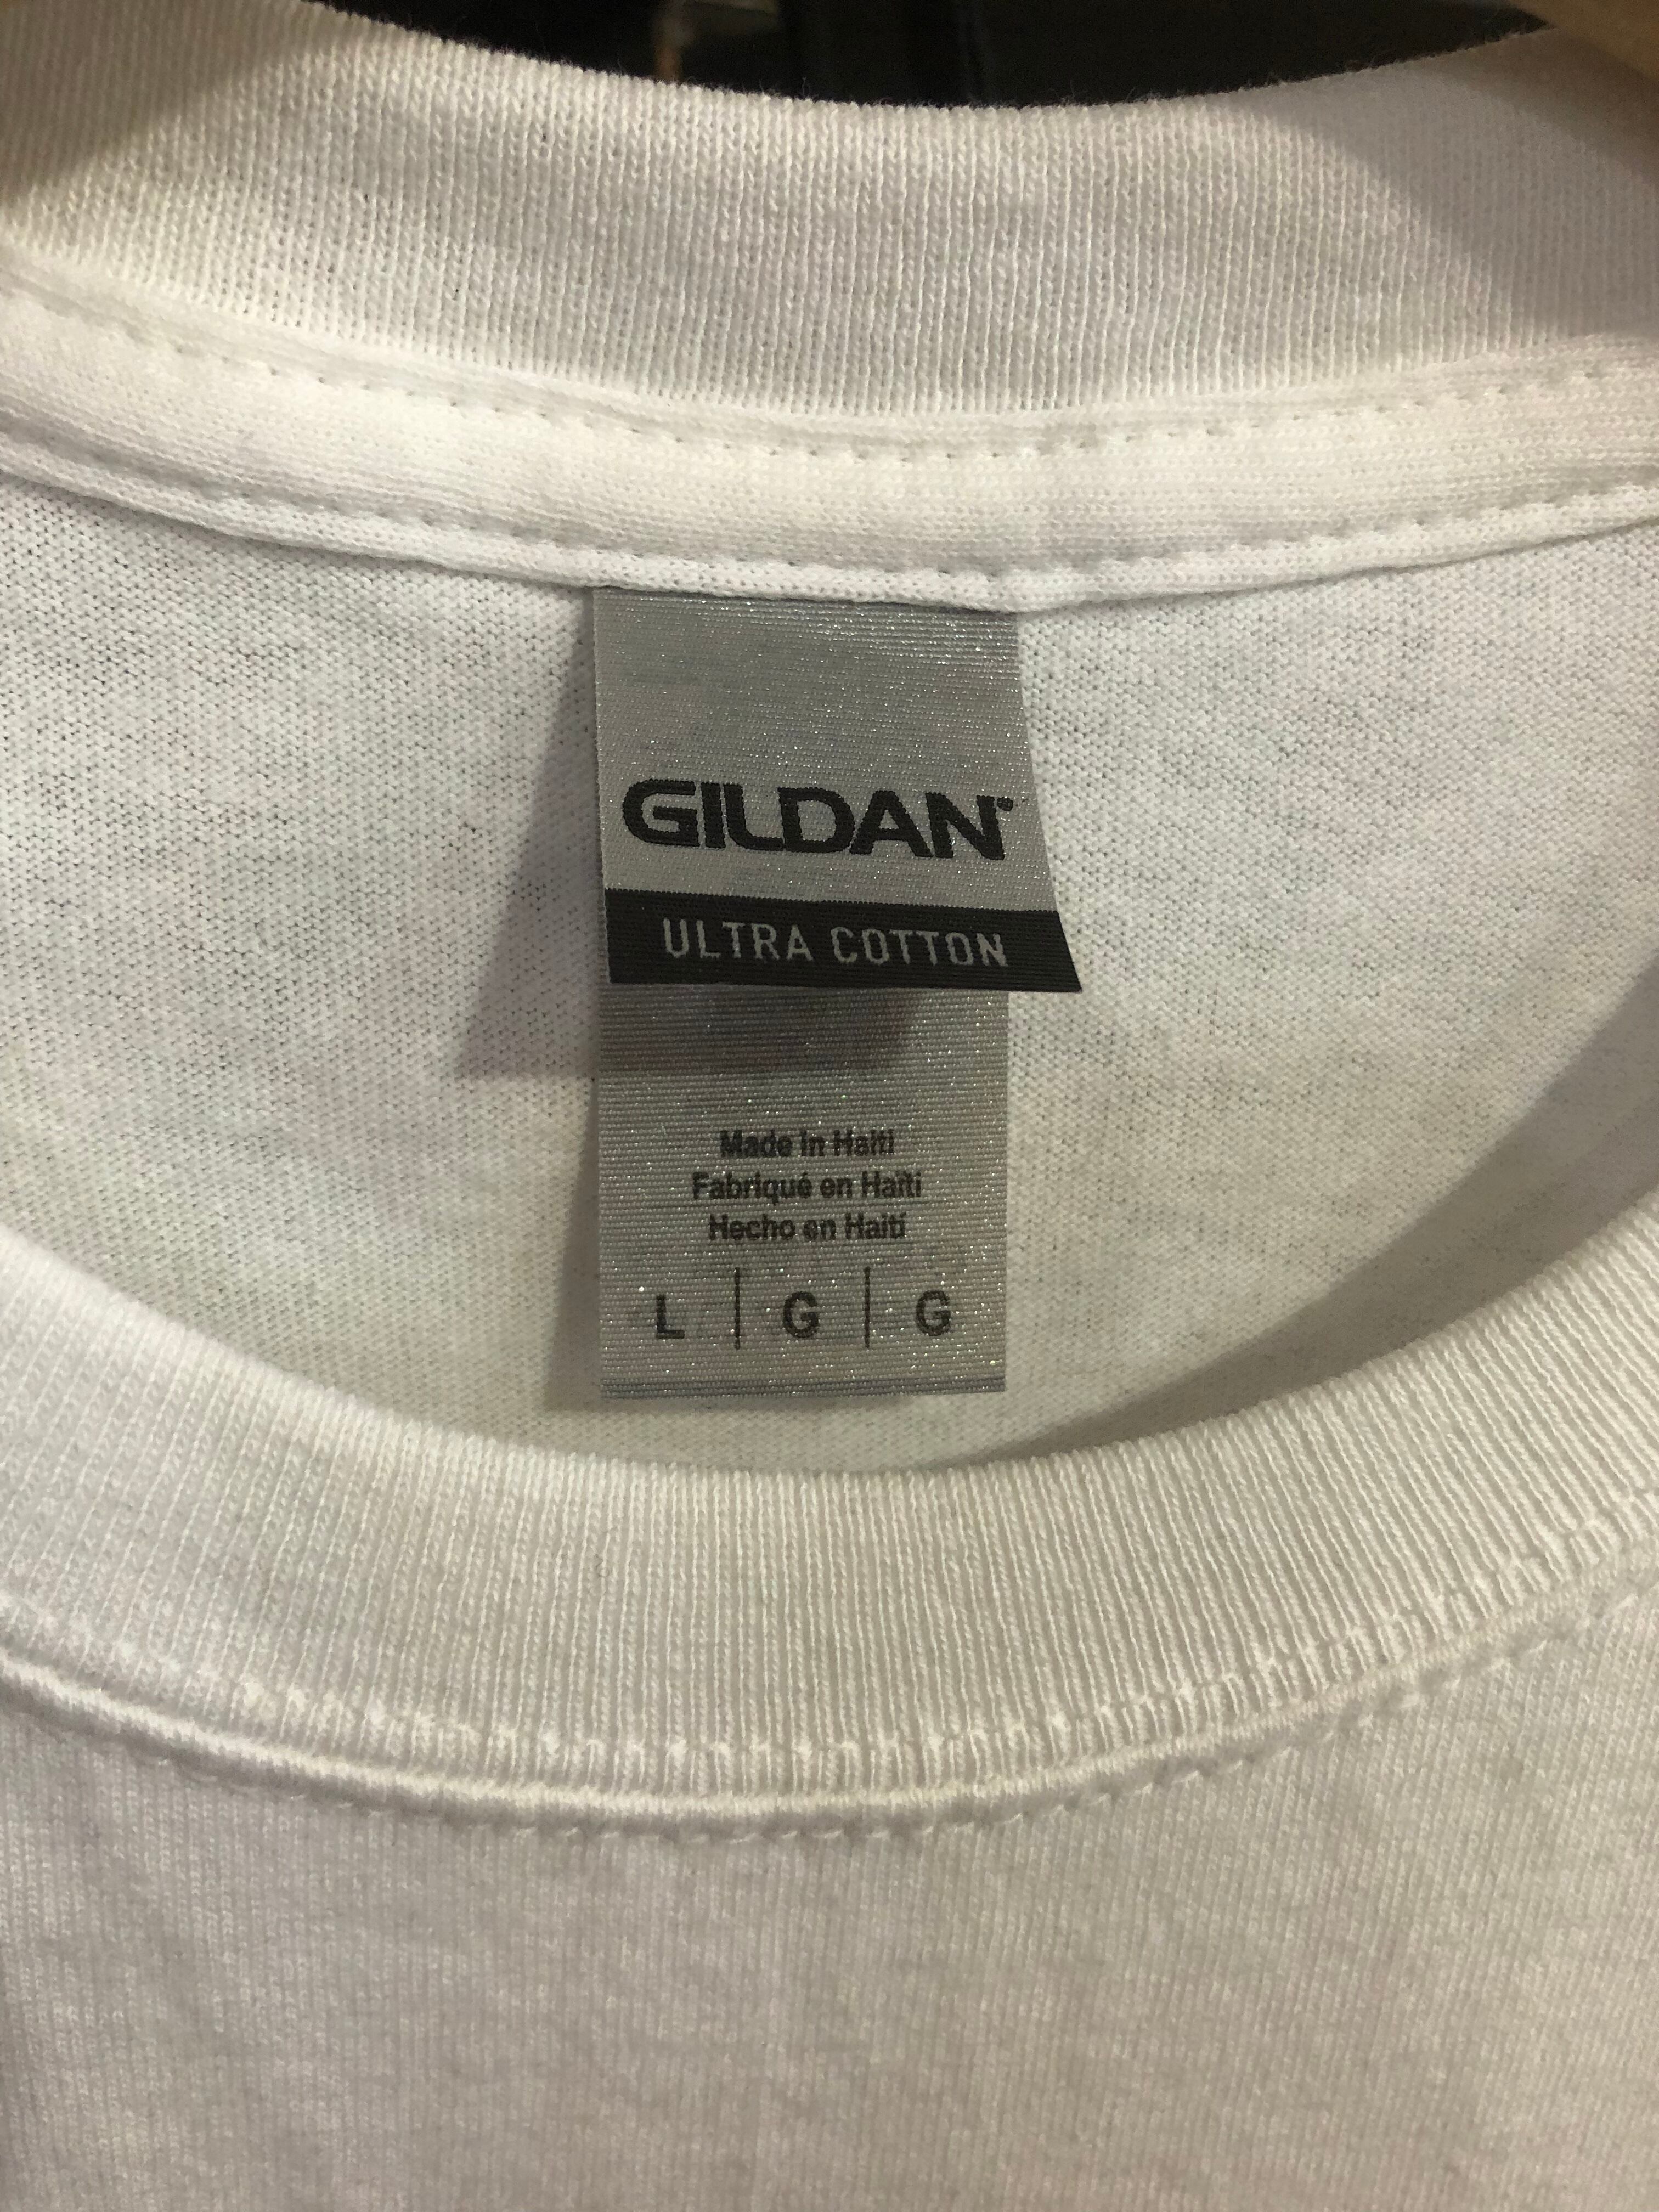 GILDAN
ULTRA COTTON
Made in Haiti
Fabriqué en Haïti
Hecho en Haití
L | G | G